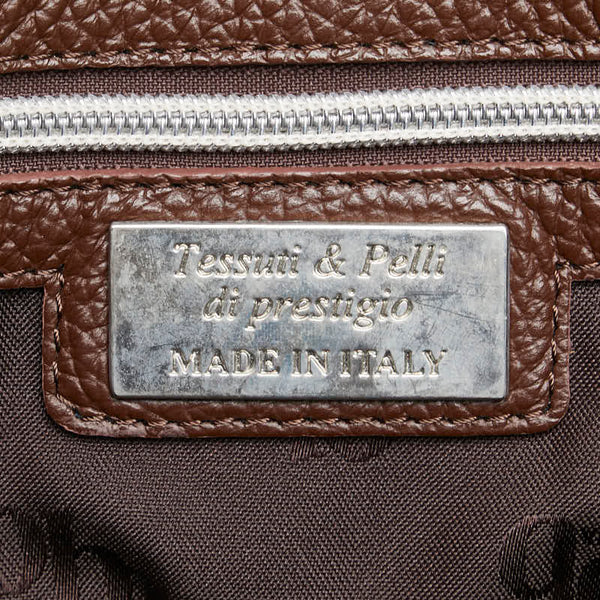 Tessuti & Pelli
di prestigio
MADE IN ITALY